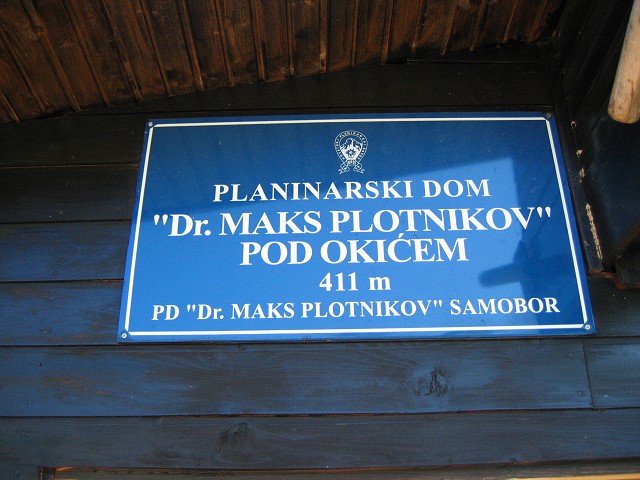 PLANINARSKI DOM
"Dr. MAKS PLOTNIKOV"
POD OKIĆEM
411 m
PD "Dr. MAKS PLOTNIKOV" SAMOBOR